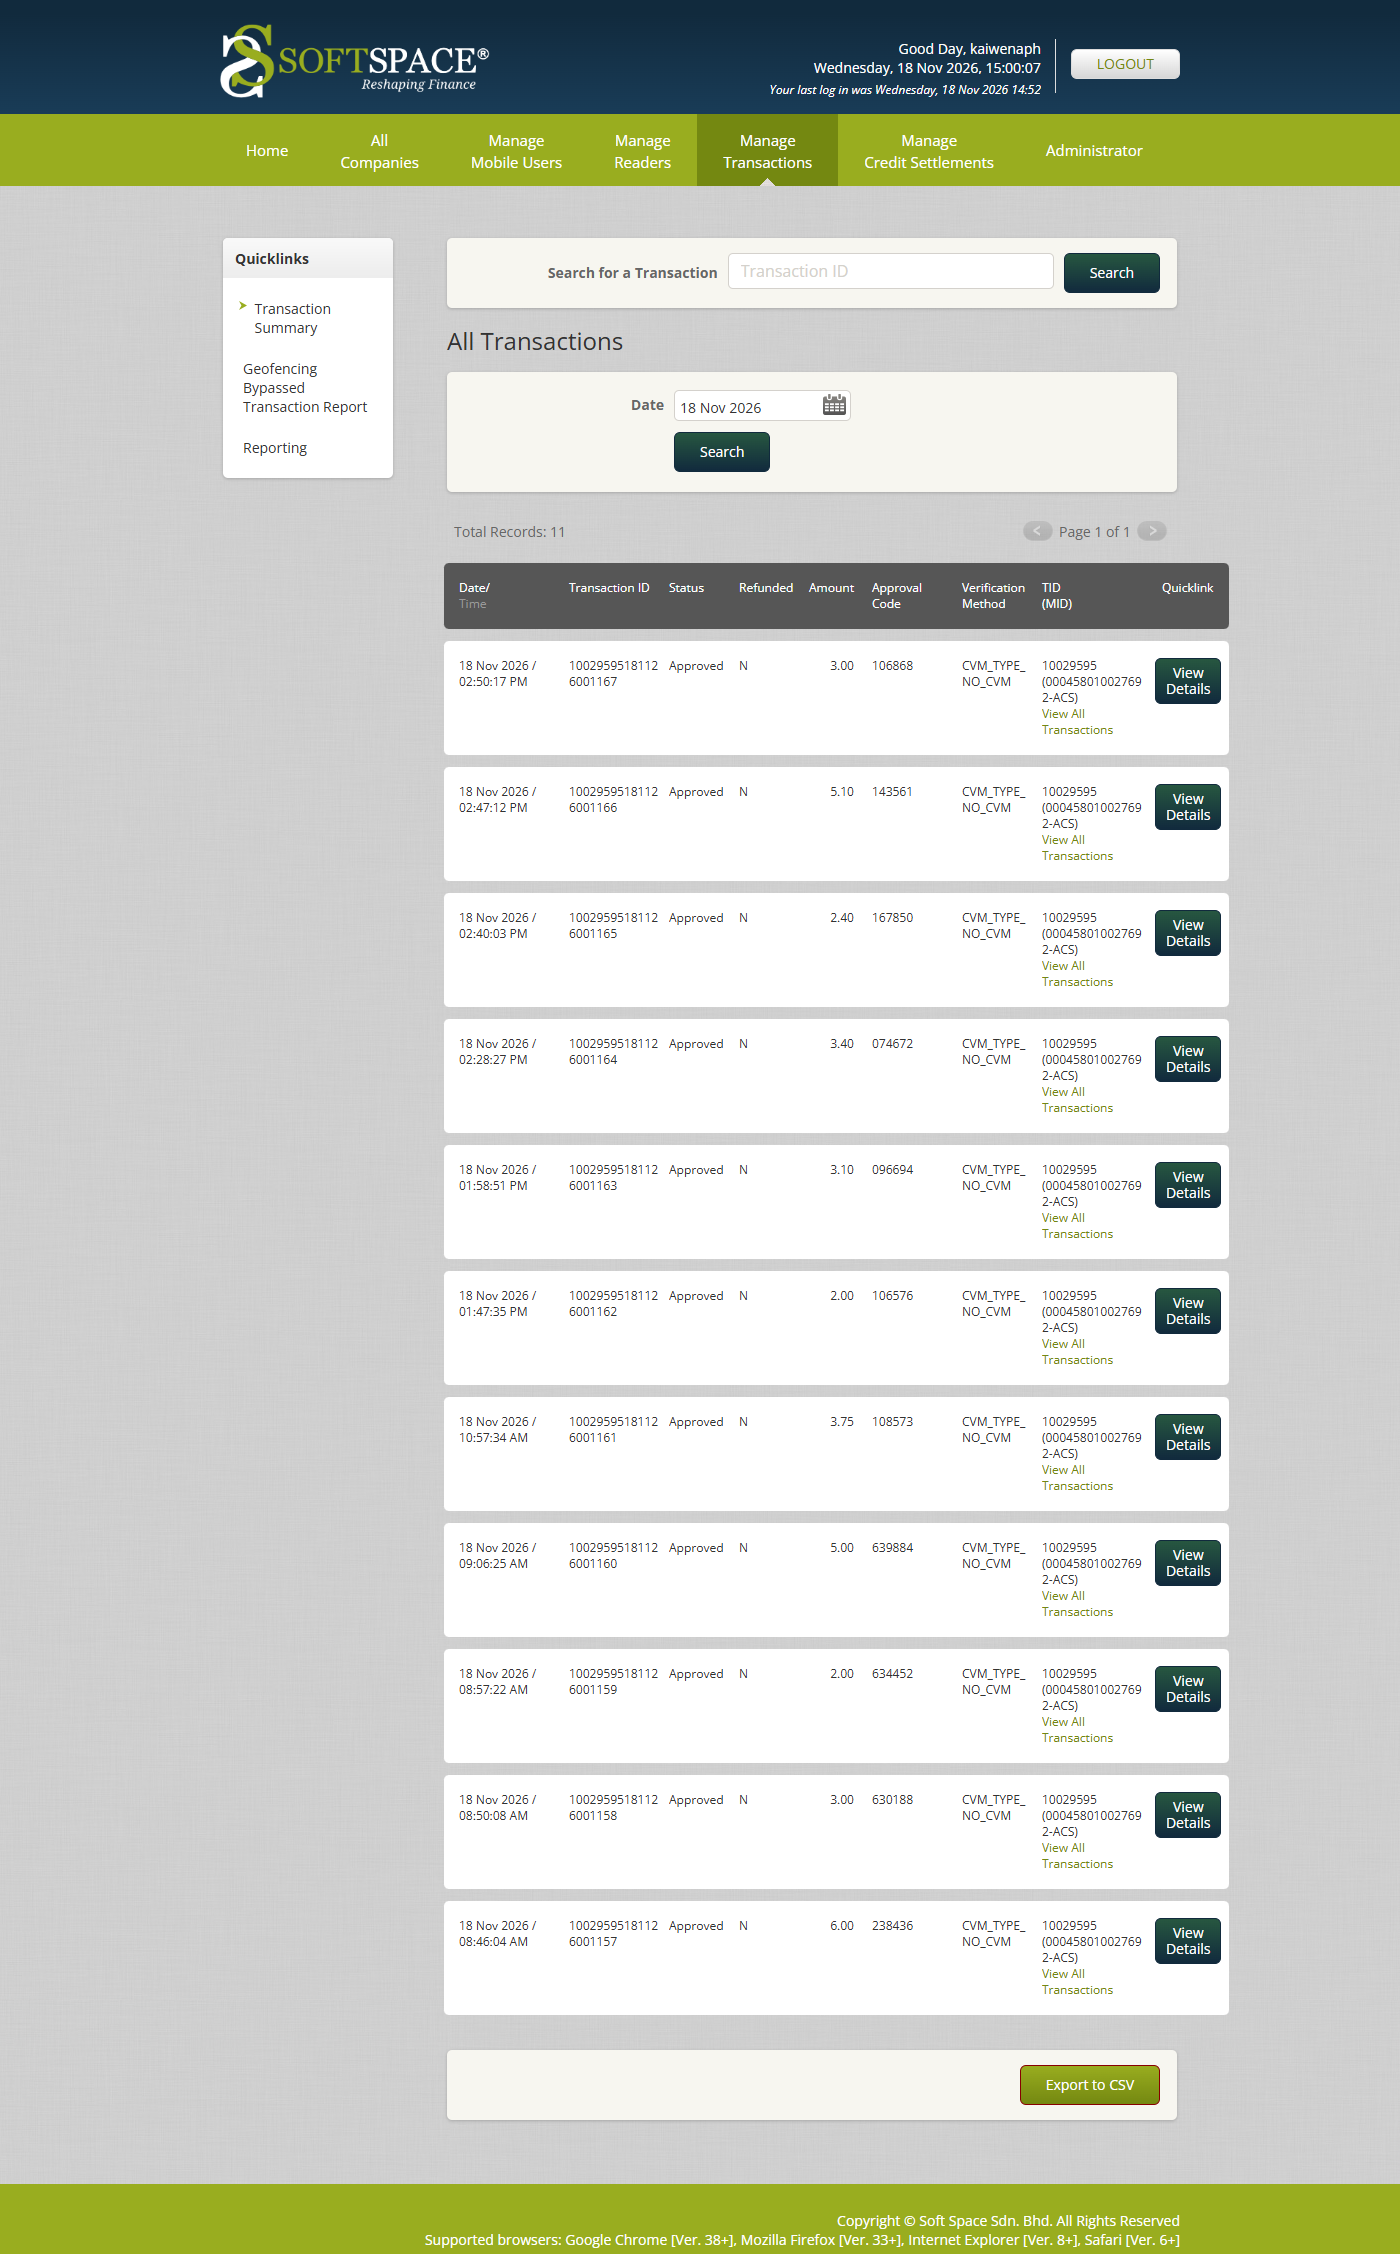 SOFTSPACE®
Reshaping Finance
Good Day, kaiwenaph
Wednesday, 18 Nov 2026, 15:00:07
Your last log in was Wednesday, 18 Nov 2026 14:52
LOGOUT
Home
All
Companies
Manage
Mobile Users
Manage
Readers
Manage
Transactions
Manage
Credit Settlements
Administrator
Quicklinks
Transaction
Summary
Geofencing
Bypassed
Transaction Report
Reporting
Search for a Transaction
Transaction ID
Search
All Transactions
Date
18 Nov 2026
Search
Total Records: 11
< Page 1 of 1 >
Date/
Time
Transaction ID
Status
Refunded
Amount
Approval
Code
Verification
Method
TID
(MID)
Quicklink
18 Nov 2026 /
02:50:17 PM
1002959518112
6001167
Approved
N
3.00
106868
CVM_TYPE_
NO_CVM
10029595
(00045801002769
2-ACS)
View All
Transactions
View
Details
18 Nov 2026 /
02:47:12 PM
1002959518112
6001166
Approved
N
5.10
143561
CVM_TYPE_
NO_CVM
10029595
(00045801002769
2-ACS)
View All
Transactions
View
Details
18 Nov 2026 /
02:40:03 PM
1002959518112
6001165
Approved
N
2.40
167850
CVM_TYPE_
NO_CVM
10029595
(00045801002769
2-ACS)
View All
Transactions
View
Details
18 Nov 2026 /
02:28:27 PM
1002959518112
6001164
Approved
N
3.40
074672
CVM_TYPE_
NO_CVM
10029595
(00045801002769
2-ACS)
View All
Transactions
View
Details
18 Nov 2026 /
01:58:51 PM
1002959518112
6001163
Approved
N
3.10
096694
CVM_TYPE_
NO_CVM
10029595
(00045801002769
2-ACS)
View All
Transactions
View
Details
18 Nov 2026 /
01:47:35 PM
1002959518112
6001162
Approved
N
2.00
106576
CVM_TYPE_
NO_CVM
10029595
(00045801002769
2-ACS)
View All
Transactions
View
Details
18 Nov 2026 /
10:57:34 AM
1002959518112
6001161
Approved
N
3.75
108573
CVM_TYPE_
NO_CVM
10029595
(00045801002769
2-ACS)
View All
Transactions
View
Details
18 Nov 2026 /
09:06:25 AM
1002959518112
6001160
Approved
N
5.00
639884
CVM_TYPE_
NO_CVM
10029595
(00045801002769
2-ACS)
View All
Transactions
View
Details
18 Nov 2026 /
08:57:22 AM
1002959518112
6001159
Approved
N
2.00
634452
CVM_TYPE_
NO_CVM
10029595
(00045801002769
2-ACS)
View All
Transactions
View
Details
18 Nov 2026 /
08:50:08 AM
1002959518112
6001158
Approved
N
3.00
630188
CVM_TYPE_
NO_CVM
10029595
(00045801002769
2-ACS)
View All
Transactions
View
Details
18 Nov 2026 /
08:46:04 AM
1002959518112
6001157
Approved
N
6.00
238436
CVM_TYPE_
NO_CVM
10029595
(00045801002769
2-ACS)
View All
Transactions
View
Details
Export to CSV
Copyright © Soft Space Sdn. Bhd. All Rights Reserved
Supported browsers: Google Chrome [Ver. 38+], Mozilla Firefox [Ver. 33+], Internet Explorer [Ver. 8+], Safari [Ver. 6+]